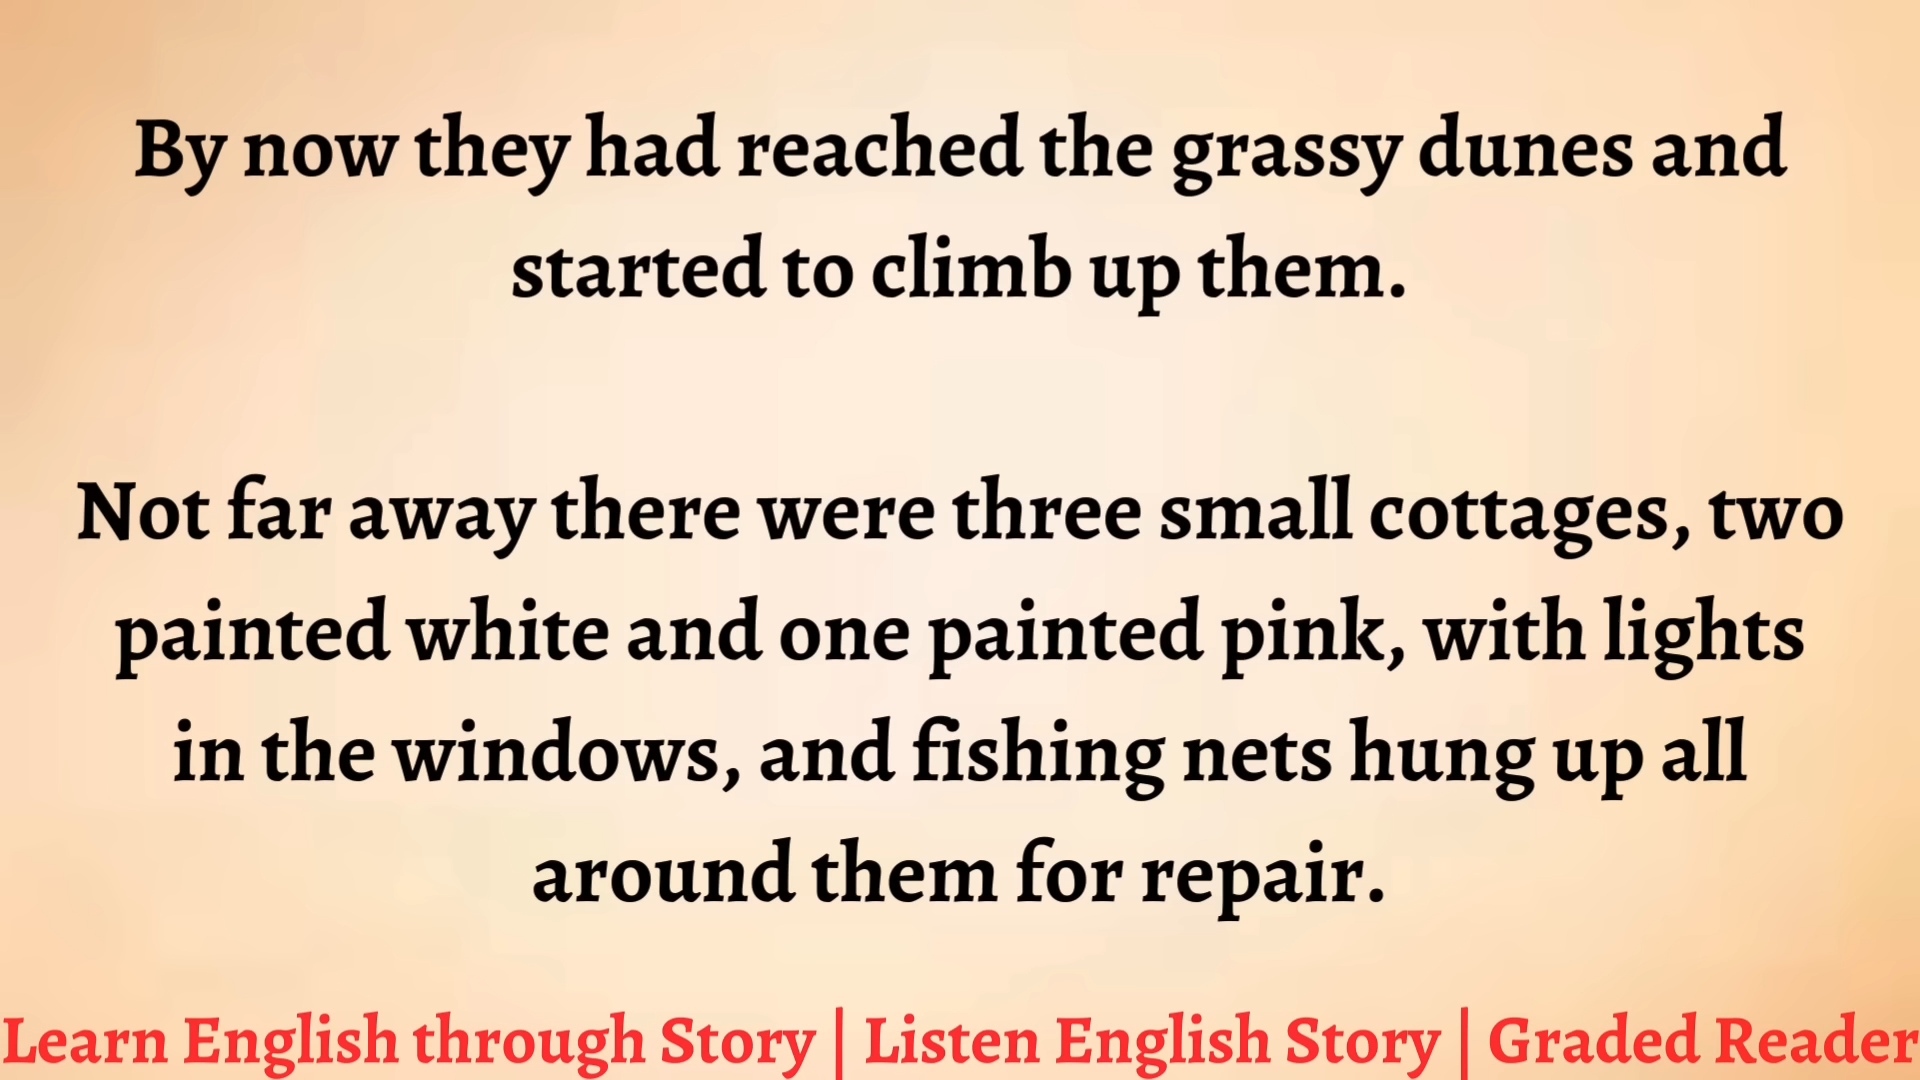 By now they had reached the grassy dunes and
started to climb up them.
Not far away there were three small cottages, two
painted white and one painted pink, with lights
in the windows, and fishing nets hung up all
around them for repair.
Learn English through Story | Listen English Story | Graded Reader